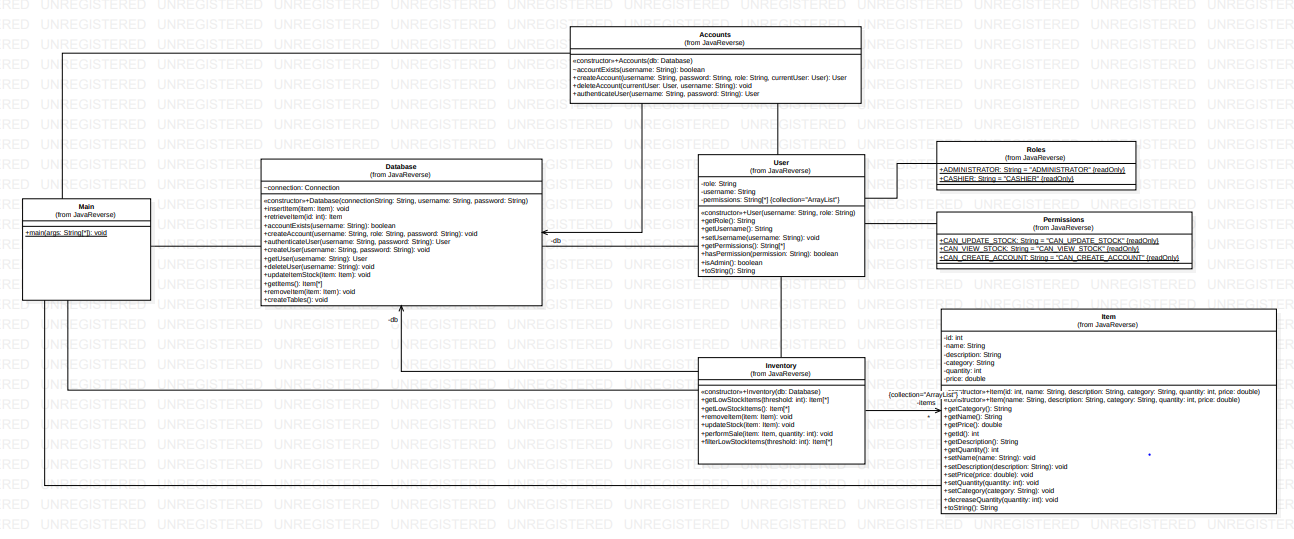 Accounts
(from JavaReverse)
«constructor»+Accounts(db: Database)
~accountExists(username: String): boolean
+createAccount(username: String, password: String, role: String, currentUser: User): User
+deleteAccount(currentUser: User, username: String): void
+authenticateUser(username: String, password: String): User
Roles
(from JavaReverse)
+ADMINISTRATOR: String = "ADMINISTRATOR" {readOnly}
+CASHIER: String = "CASHIER" {readOnly}
User
(from JavaReverse)
-role: String
-username: String
-permissions: String[*] {collection="ArrayList"}
«constructor»+User(username: String, role: String)
+getRole(): String
+getUsername(): String
+setUsername(username: String): void
+getPermissions(): String[*]
+hasPermission(permission: String): boolean
+isAdmin(): boolean
+toString(): String
Database
(from JavaReverse)
~connection: Connection
«constructor»+Database(connectionString: String, username: String, password: String)
+insertItem(item: Item): void
+retrieveItem(id: int): Item
+accountExists(username: String): boolean
+createAccount(username: String, role: String, password: String): void
+authenticateUser(username: String, password: String): User
+createUser(username: String, password: String): void
+getUser(username: String): User
+deleteUser(username: String): void
+updateItemStock(item: Item): void
+getItems(): Item[*]
+removeItem(item: Item): void
+createTables(): void
Main
(from JavaReverse)
+main(args: String[*]): void
-db
Permissions
(from JavaReverse)
+CAN_UPDATE_STOCK: String = "CAN_UPDATE_STOCK" {readOnly}
+CAN_VIEW_STOCK: String = "CAN_VIEW_STOCK" {readOnly}
+CAN_CREATE_ACCOUNT: String = "CAN_CREATE_ACCOUNT" {readOnly}
-db
Inventory
(from JavaReverse)
«constructor»+Inventory(db: Database)
+getLowStockItems(threshold: int): Item[*]
+getLowStockItems(): Item[*]
+removeItem(item: Item): void
+updateStock(item: Item): void
+performSale(item: Item, quantity: int): void
+filterLowStockItems(threshold: int): Item[*]
{collection="ArrayList"}
-items
*
Item
(from JavaReverse)
-id: int
-name: String
-description: String
-category: String
-quantity: int
-price: double
+Item(id: int, name: String, description: String, category: String, quantity: int, price: double)
«constructor»+Item(name: String, description: String, category: String, quantity: int, price: double)
+getCategory(): String
+getName(): String
+getPrice(): double
+getId(): int
+getDescription(): String
+getQuantity(): int
+setName(name: String): void
+setDescription(description: String): void
+setPrice(price: double): void
+setQuantity(quantity: int): void
+setCategory(category: String): void
+decreaseQuantity(quantity: int): void
+toString(): String
UNREGISTERED